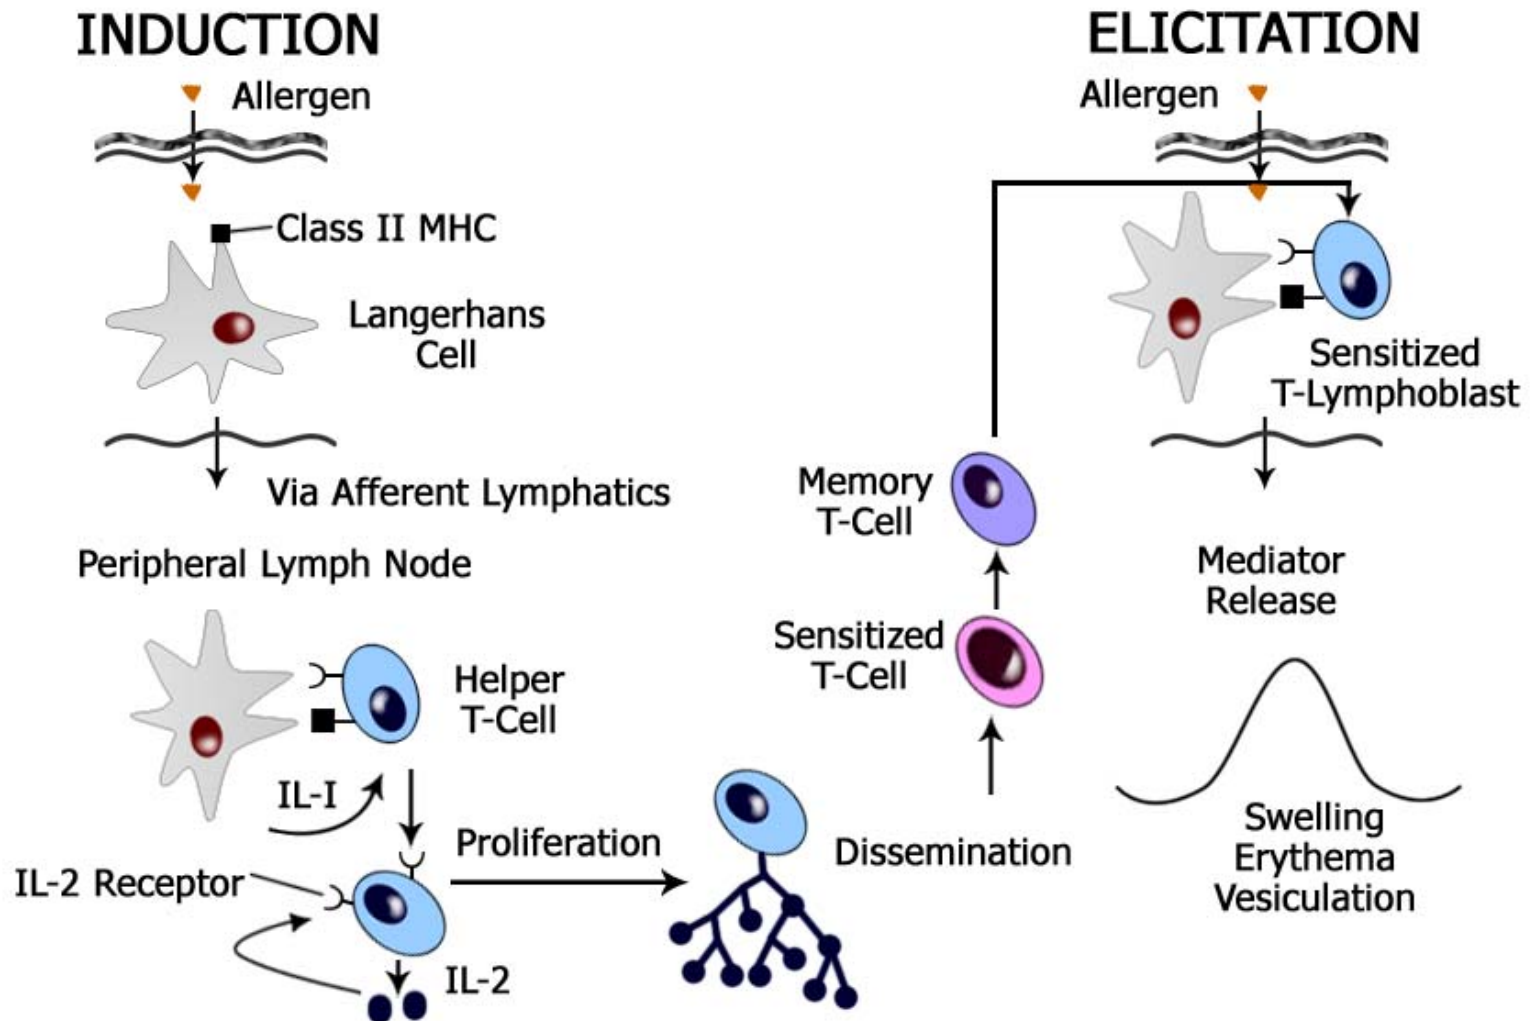 INDUCTION
Allergen
Class II MHC
Langerhans
Cell
Via Afferent Lymphatics
Peripheral Lymph Node
Helper
T-Cell
IL-I
IL-2 Receptor
IL-2
Proliferation
Dissemination
Sensitized
T-Cell
Memory
T-Cell
ELICITATION
Allergen
Sensitized
T-Lymphoblast
Mediator
Release
Swelling
Erythema
Vesiculation